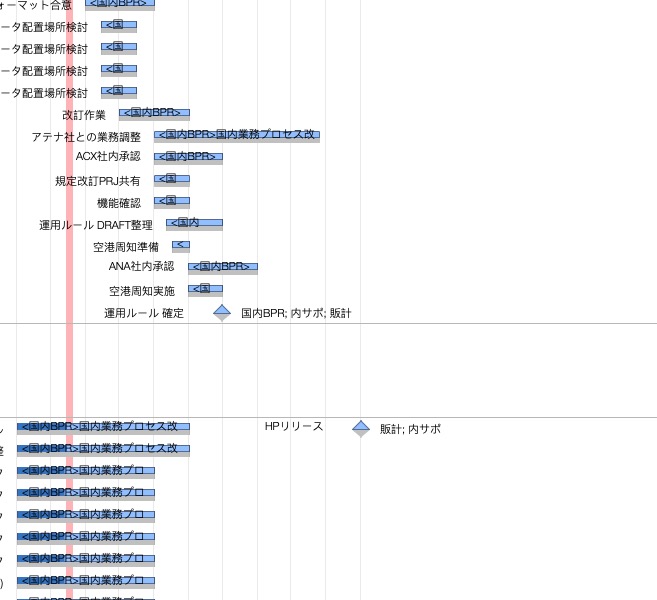 ォーマット合意 <国内BPR>
ータ配置場所検討 <国
ータ配置場所検討 <国
ータ配置場所検討 <国
ータ配置場所検討 <国
改訂作業 <国内BPR>
アテナ社との業務調整 <国内BPR>国内業務プロセス改
ACX社内承認 <国内BPR>
規定改訂PRJ共有 <国
機能確認 <国
運用ルール DRAFT整理 <国内
空港周知準備 <
ANA社内承認 <国内BPR>
空港周知実施 <国
運用ルール 確定 国内BPR; 内サポ; 販計
<国内BPR>国内業務プロセス改 HPリリース 販計; 内サポ
<国内BPR>国内業務プロセス改
<国内BPR>国内業務プロ
<国内BPR>国内業務プロ
<国内BPR>国内業務プロ
<国内BPR>国内業務プロ
<国内BPR>国内業務プロ
) <国内BPR>国内業務プロ